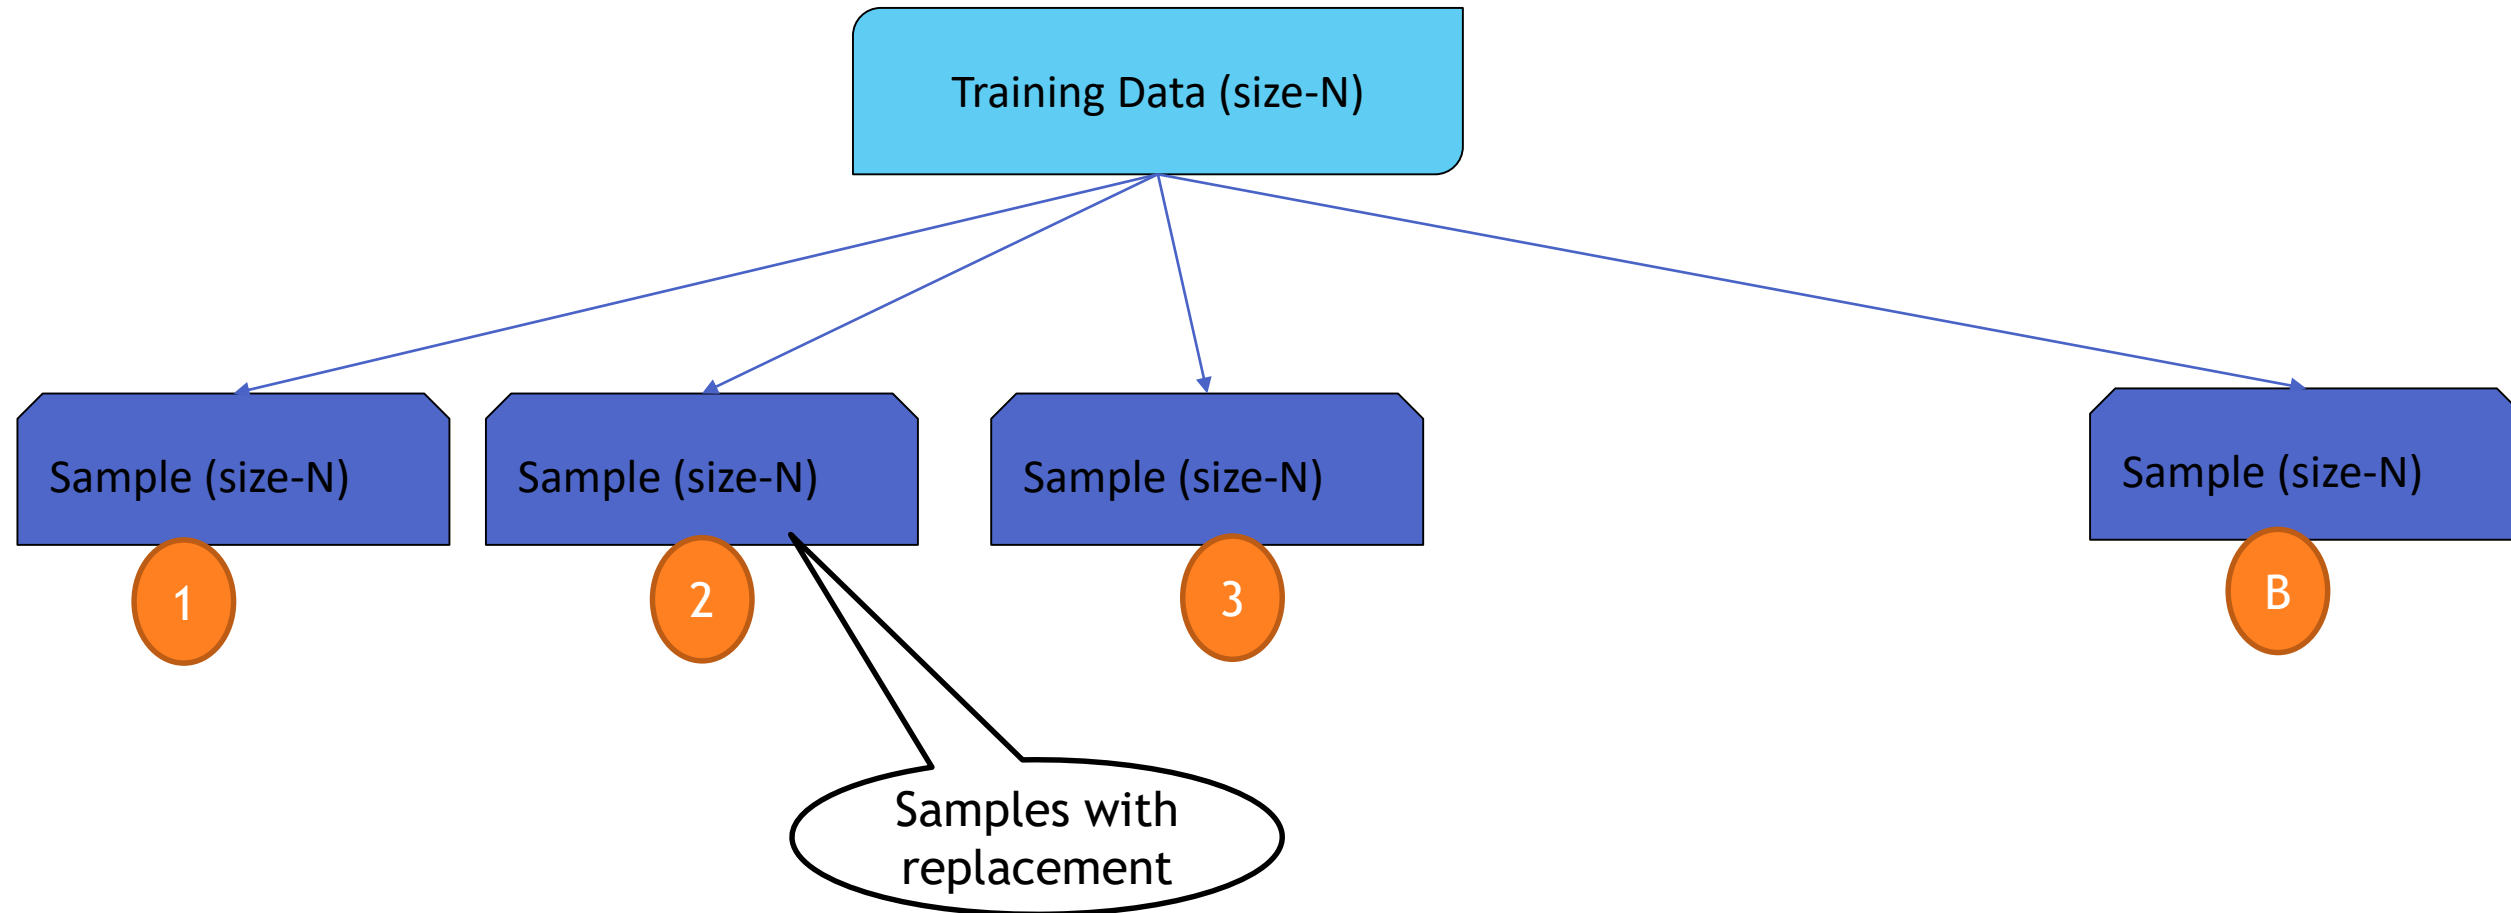 Training Data (size-N)
Sample (size-N)
Sample (size-N)
Sample (size-N)
Sample (size-N)
1
2
3
B
Samples with
replacement